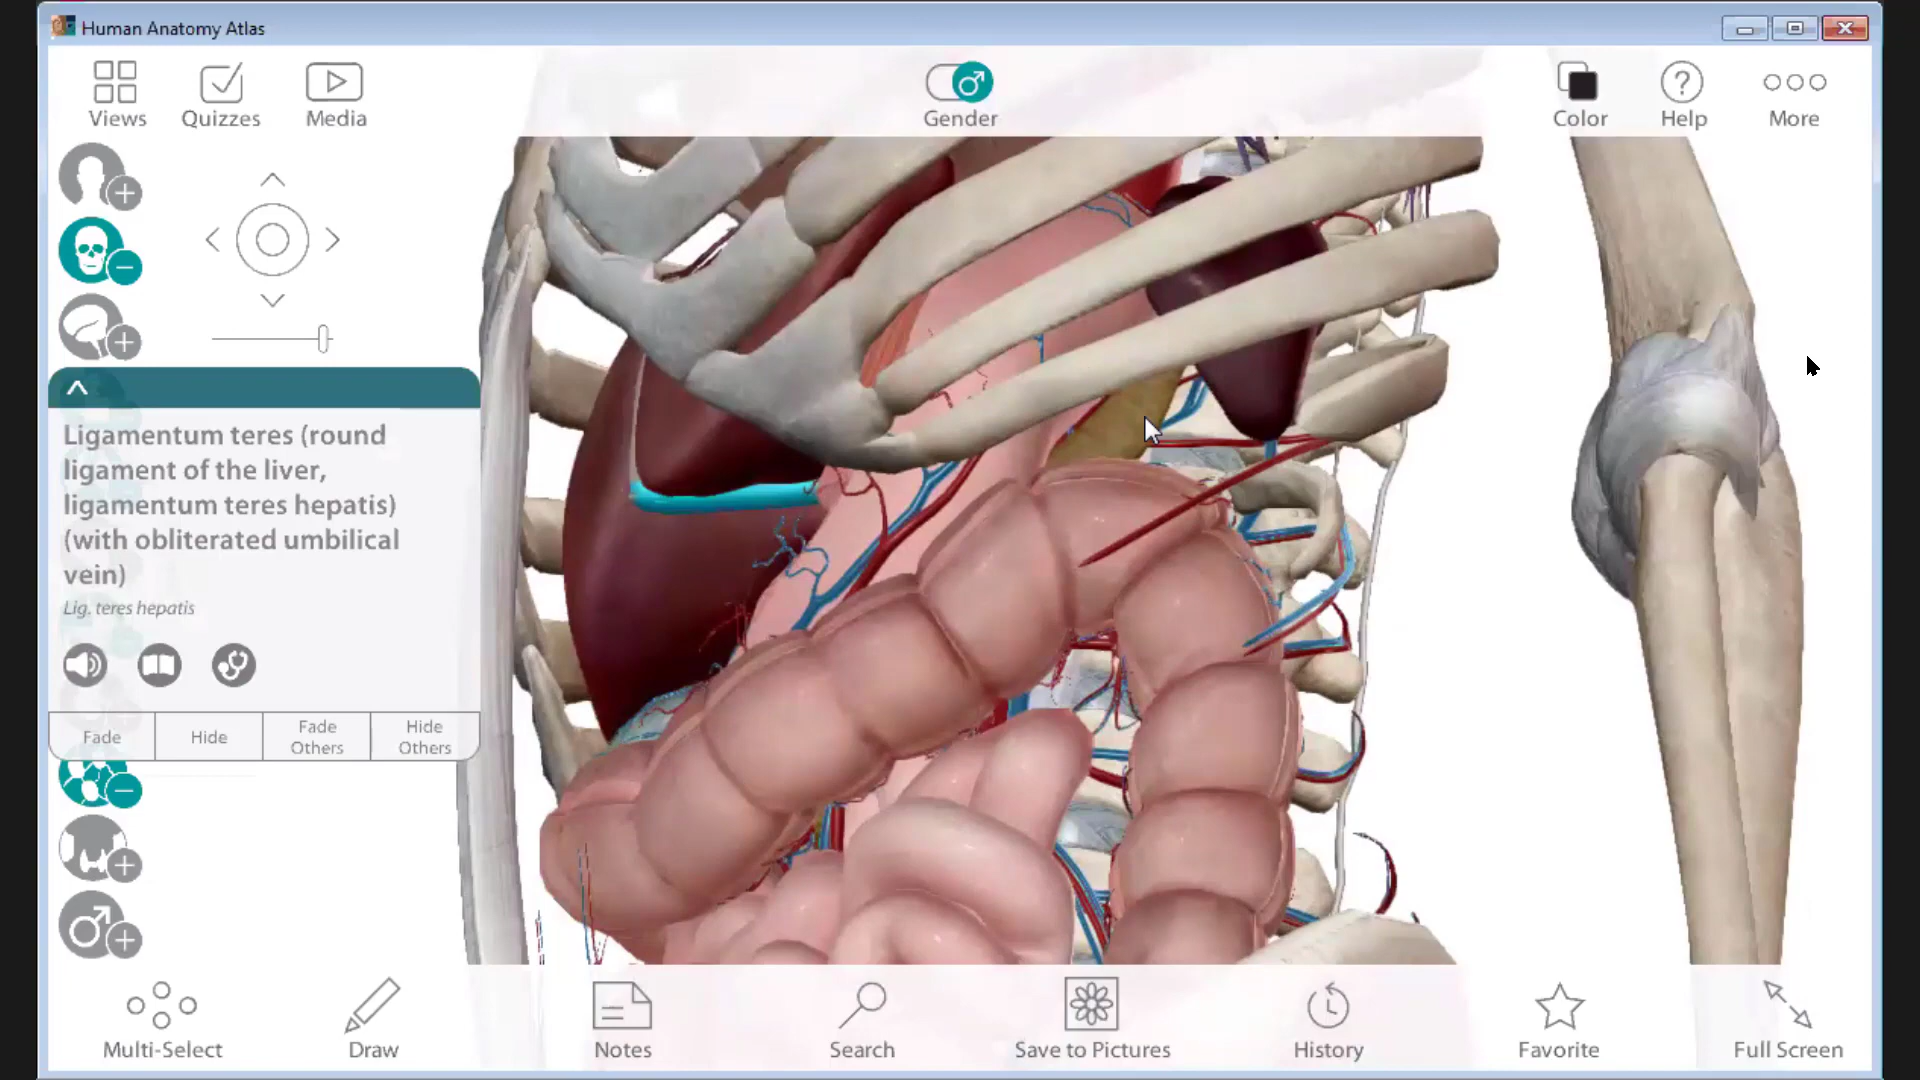 Human Anatomy Atlas
Views
Quizzes
Media
Gender
Color
Help
More
Ligamentum teres (round
ligament of the liver,
ligamentum teres hepatis)
(with obliterated umbilical
vein)
Lig. teres hepatis
Fade
Hide
Fade
Others
Hide
Others
Multi-Select
Draw
Notes
Search
Save to Pictures
History
Favorite
Full Screen